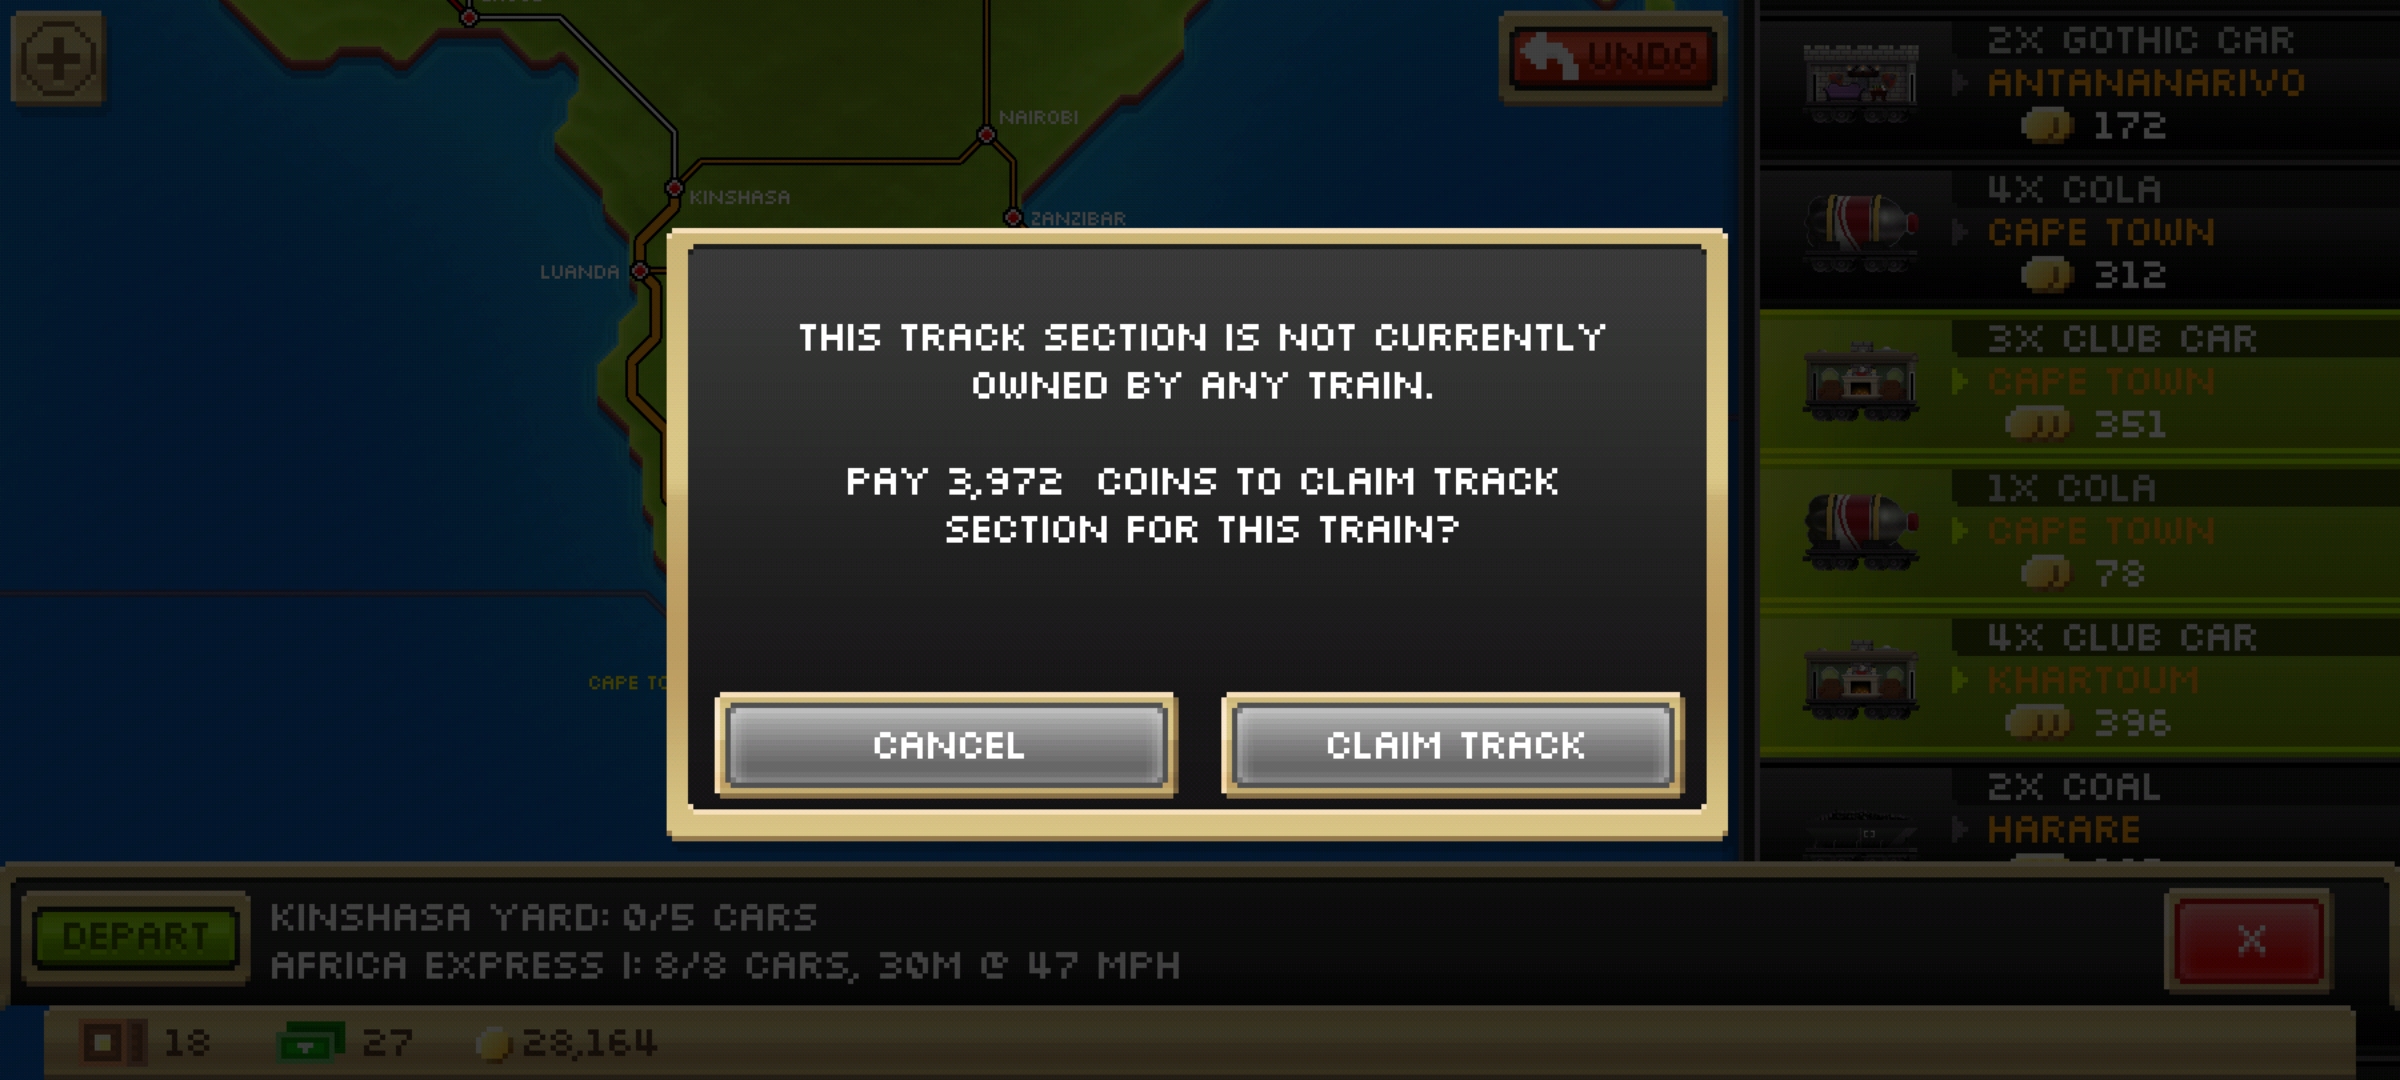 UNDO
NAIROBI
KINSHASA
ZANZIBAR
LUANDA
CAPE TO
THIS TRACK SECTION IS NOT CURRENTLY
OWNED BY ANY TRAIN.
PAY 3,972 COINS TO CLAIM TRACK
SECTION FOR THIS TRAIN?
CANCEL
CLAIM TRACK
2X GOTHIC CAR
ANTANANARIVO
172
4X COLA
CAPE TOWN
312
3X CLUB CAR
CAPE TOWN
351
1X COLA
CAPE TOWN
78
4X CLUB CAR
KHARTOUM
396
2X COAL
HARARE
DEPART
KINSHASA YARD: 0/5 CARS
AFRICA EXPRESS I: 8/8 CARS, 30M @ 47 MPH
X
18
27
28,164